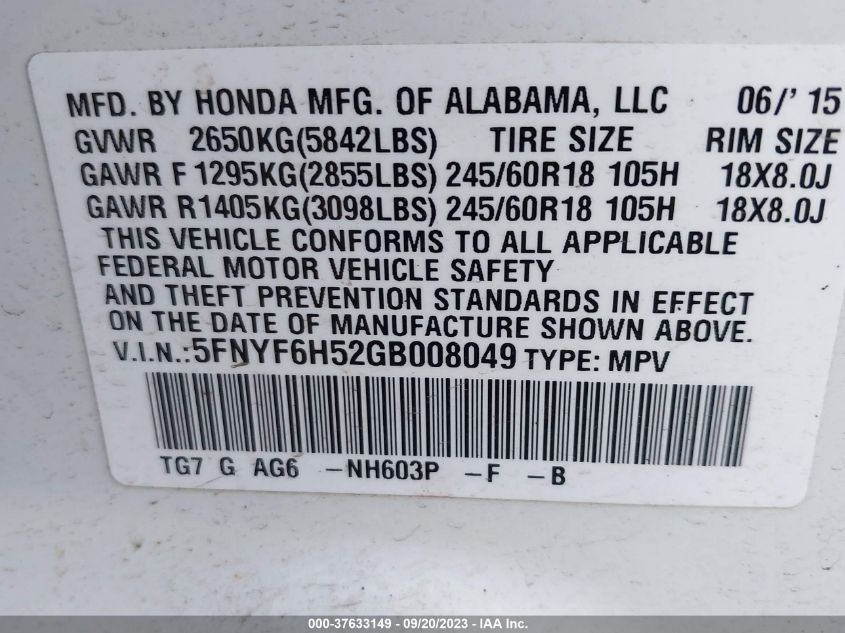 MFD. BY HONDA MFG. OF ALABAMA, LLC 06/' 15
GVWR 2650KG(5842LBS) TIRE SIZE RIM SIZE
GAWR F 1295KG(2855LBS) 245/60R18 105H 18X8.0J
GAWR R1405KG(3098LBS) 245/60R18 105H 18X8.0J
THIS VEHICLE CONFORMS TO ALL APPLICABLE
FEDERAL MOTOR VEHICLE SAFETY
AND THEFT PREVENTION STANDARDS IN EFFECT
ON THE DATE OF MANUFACTURE SHOWN ABOVE.
V.I.N.:5FNYF6H52GB008049 TYPE: MPV
TG7 G AG6 -NH603P -F -B
000-37633149 - 09/20/2023 - IAA Inc.